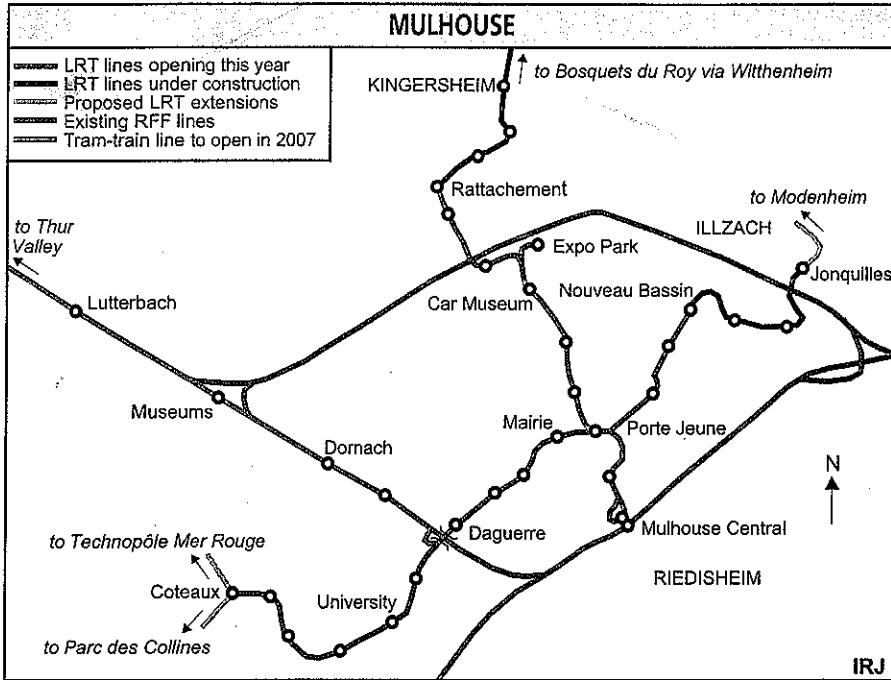 MULHOUSE
LRT lines opening this year
LRT lines under construction
Proposed LRT extensions
Existing RFF lines
Tram-train line to open in 2007
to Bosquets du Roy via Witthenheim
KINGERSHEIM
Rattachement
to Modenheim
to Thur
Valley
ILLZACH
Expo Park
Jonquilles
Lutterbach
Car Museum
Nouveau Bassin
Museums
Mairie
Porte Jeune
Dornach
N
Daguerre
Mulhouse Central
to Technopôle Mer Rouge
Coteaux
University
RIEDISHEIM
to Parc des Collines
IRJ